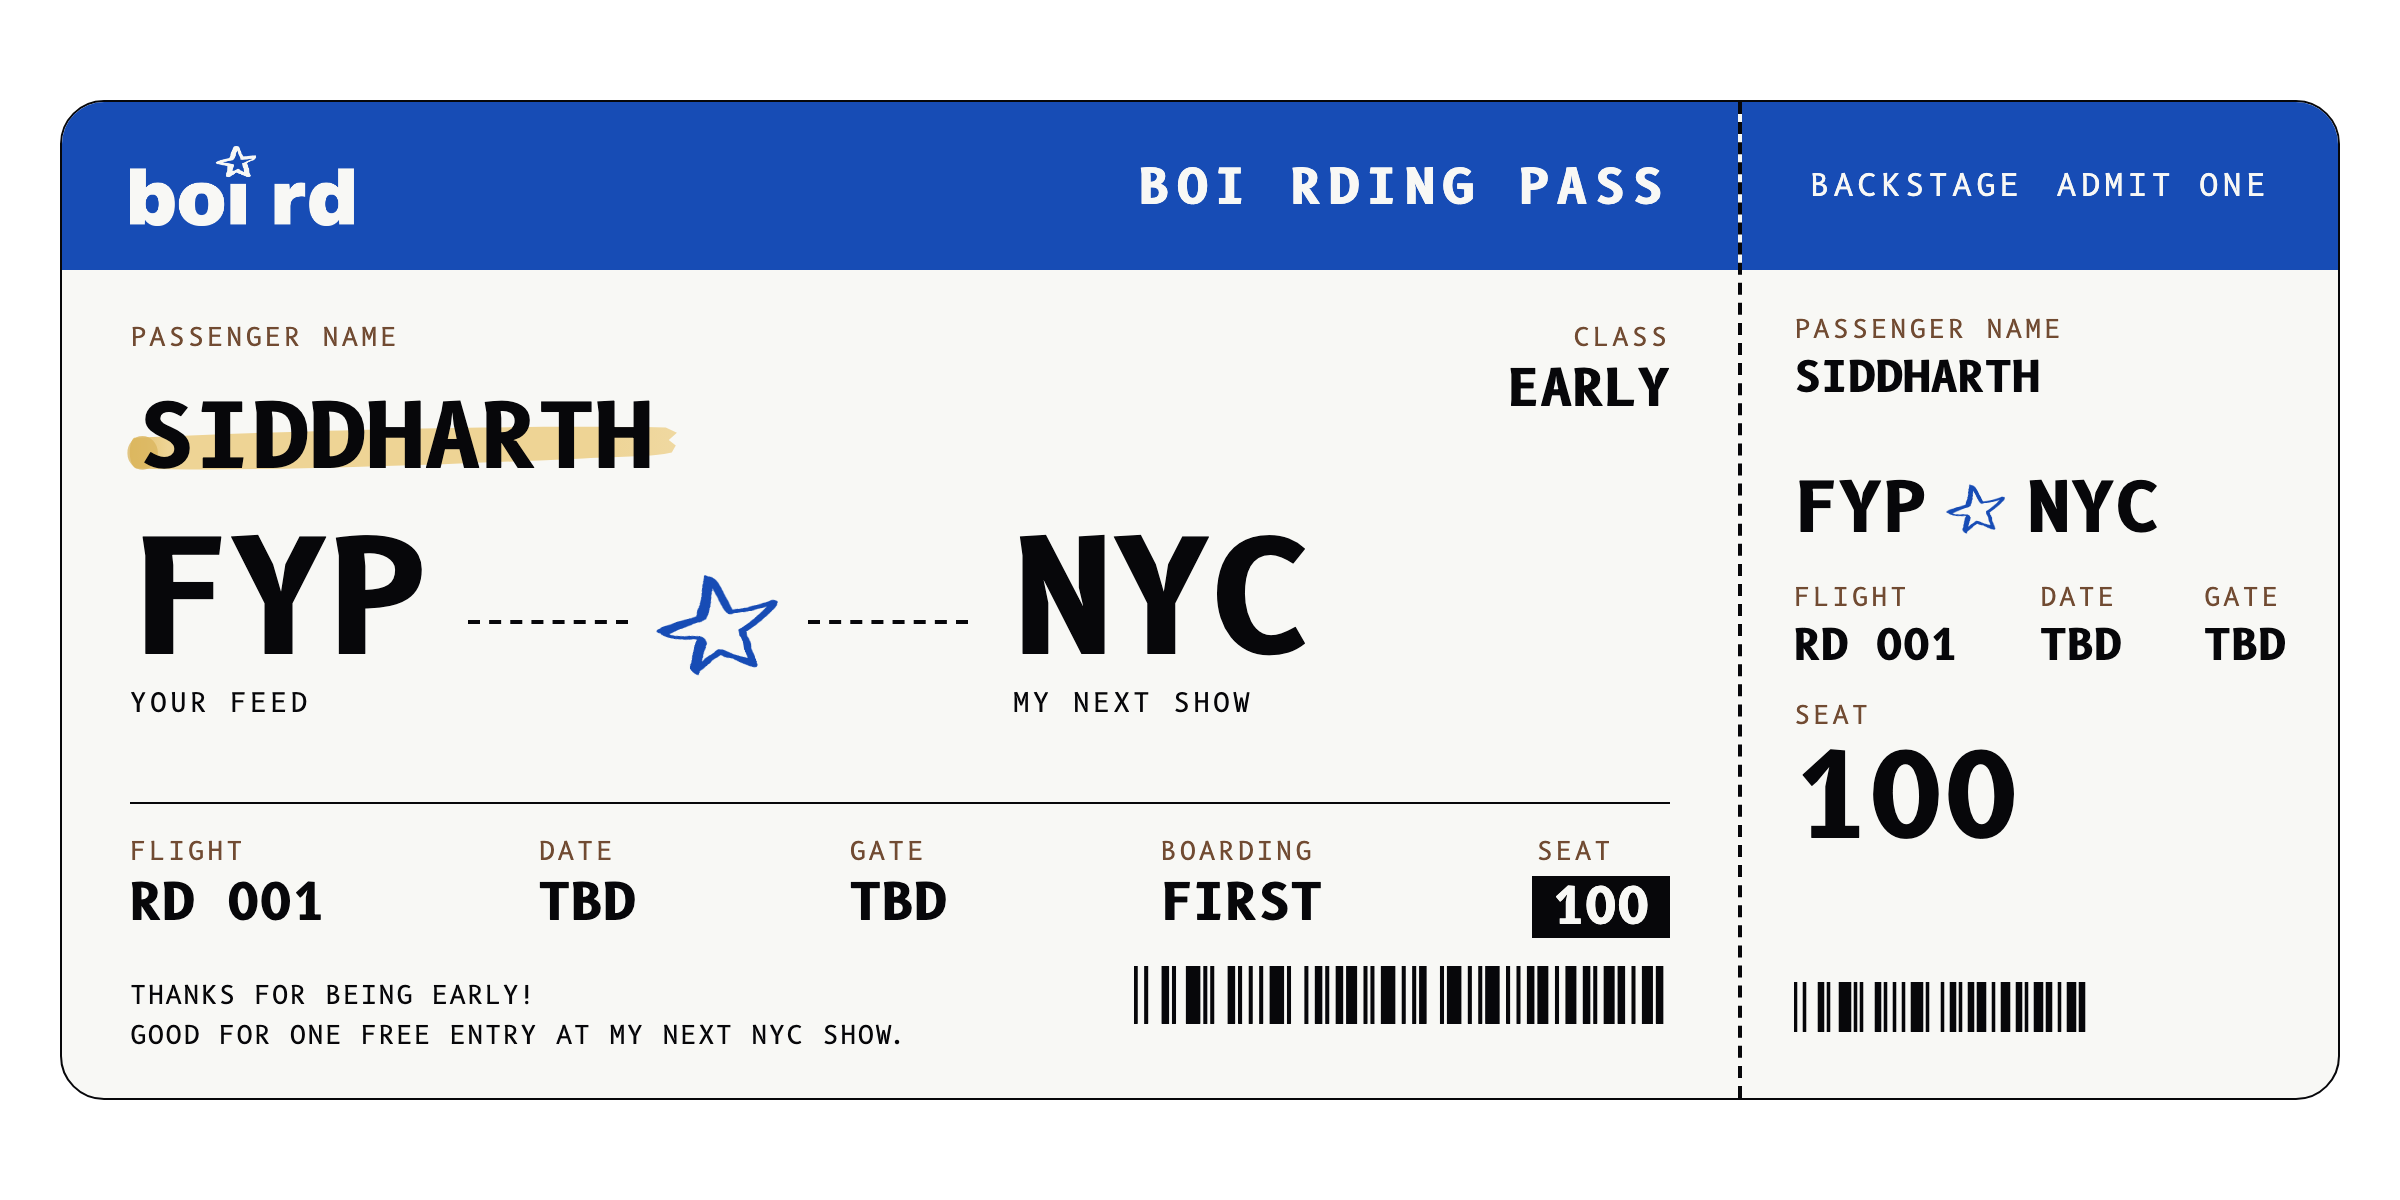 boi rd
BOI RDING PASS
BACKSTAGE ADMIT ONE
PASSENGER NAME
SIDDHARTH
CLASS
EARLY
FYP
NYC
YOUR FEED
MY NEXT SHOW
FLIGHT
RD 001
DATE
TBD
GATE
TBD
BOARDING
FIRST
SEAT
100
THANKS FOR BEING EARLY!
GOOD FOR ONE FREE ENTRY AT MY NEXT NYC SHOW.
PASSENGER NAME
SIDDHARTH
FYP NYC
FLIGHT
RD 001
DATE
TBD
GATE
TBD
SEAT
100